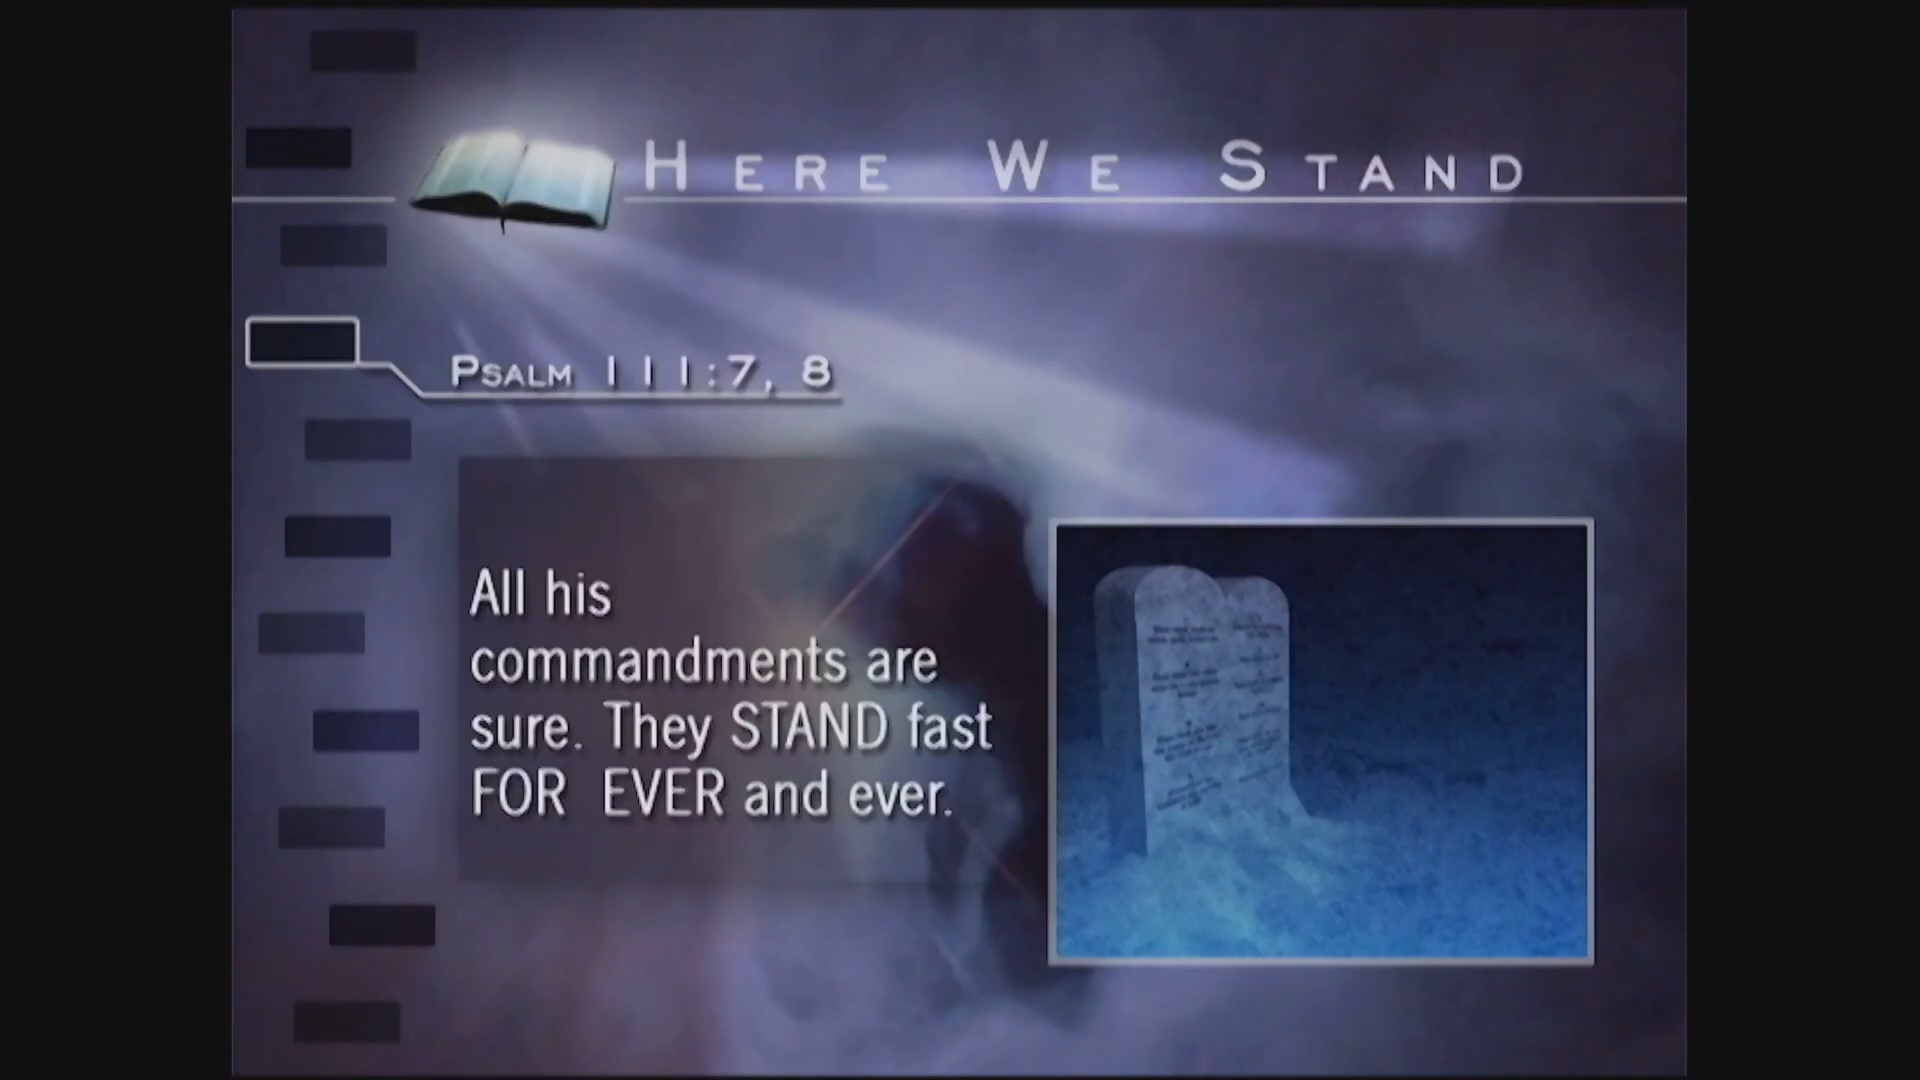 Here We Stand
Psalm 111:7, 8
All his
commandments are
sure. They STAND fast
FOR EVER and ever.